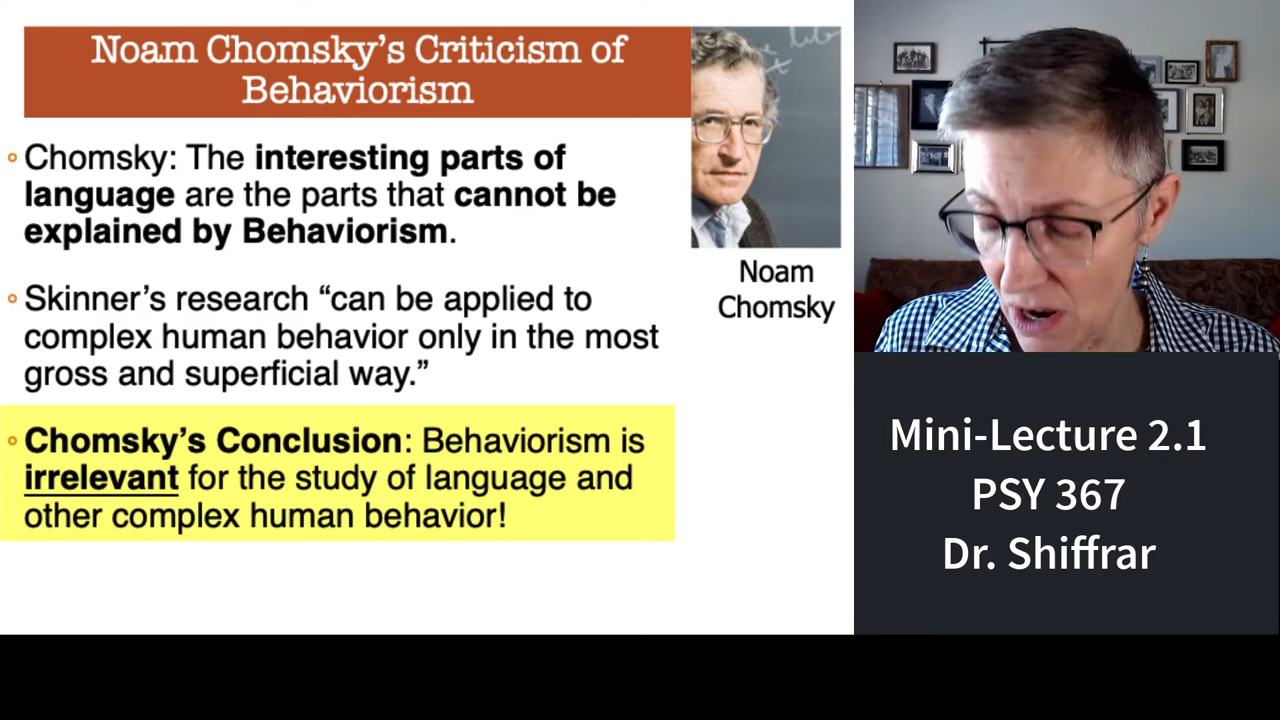 Noam Chomsky's Criticism of
Behaviorism
Chomsky: The interesting parts of
language are the parts that cannot be
explained by Behaviorism.
Skinner's research “can be applied to
complex human behavior only in the most
gross and superficial way.”
Chomsky's Conclusion: Behaviorism is
irrelevant for the study of language and
other complex human behavior!
Noam
Chomsky
Mini-Lecture 2.1
PSY 367
Dr. Shiffrar